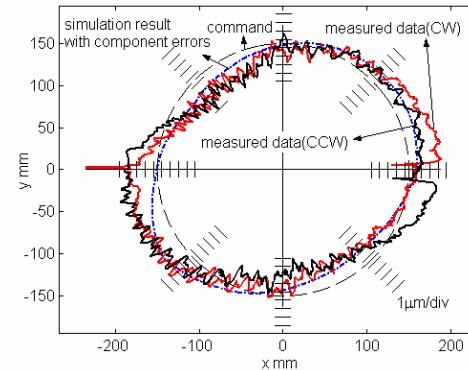 simulation result
with component errors
command
measured data(CW)
measured data(CCW)
1μm/div
y mm
150
100
50
0
-50
-100
-150
-200
-100
0
100
200
x mm